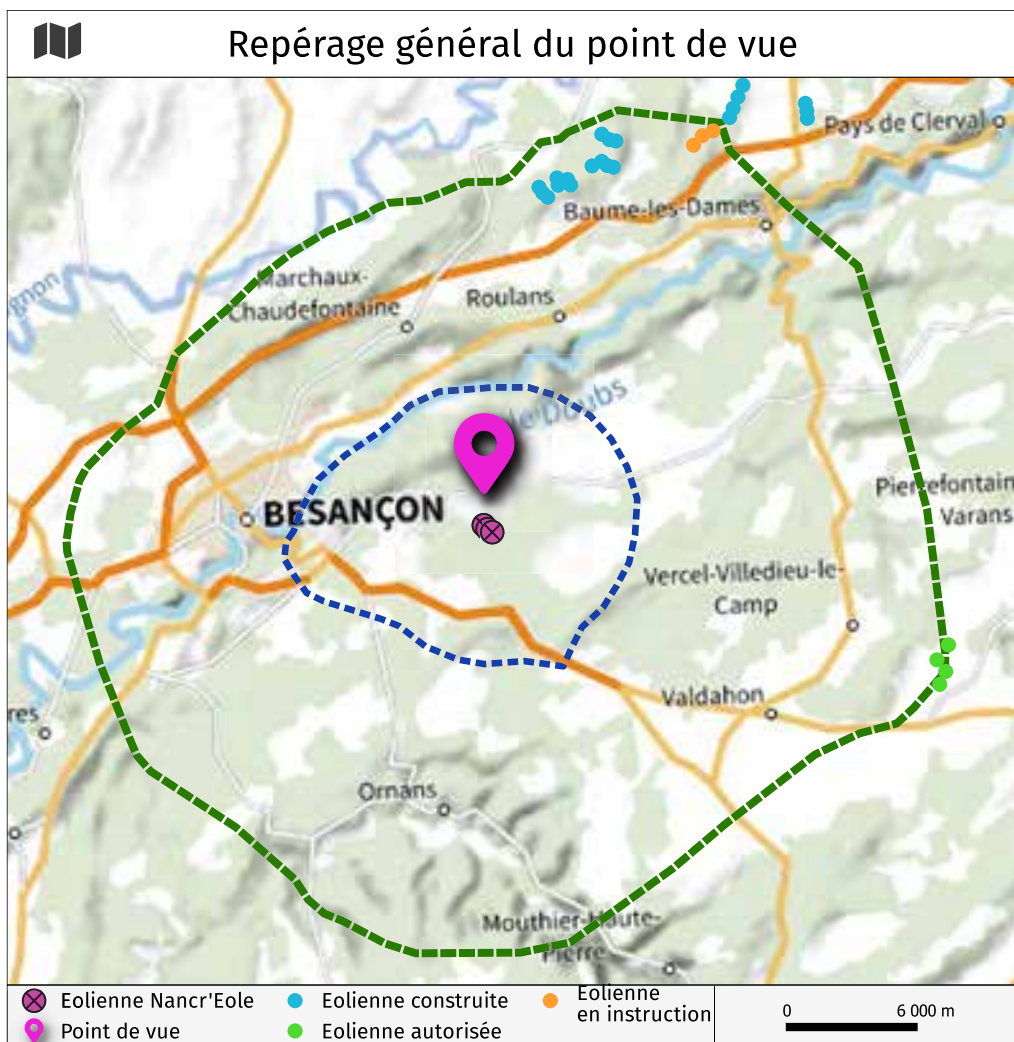 Repérage général du point de vue
Pays de Clerval
Baume-les-Dames
Marchaux-
Chaudefontaine
Roulans
le Doubs
BESANÇON
Pierrefontain
Varans
Vercel-Villedieu-le-
Camp
Valdahon
res
Ornans
Mouthier-Haute-
Pierre
Eolienne Nancr'Eole
Point de vue
Eolienne construite
Eolienne autorisée
Eolienne
en instruction
0
6 000 m